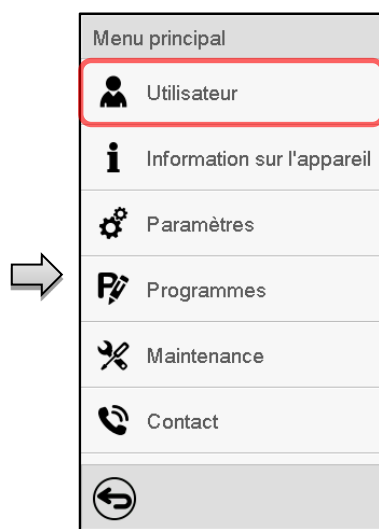 Menu principal
Utilisateur
Information sur l'appareil
Paramètres
Programmes
Maintenance
Contact